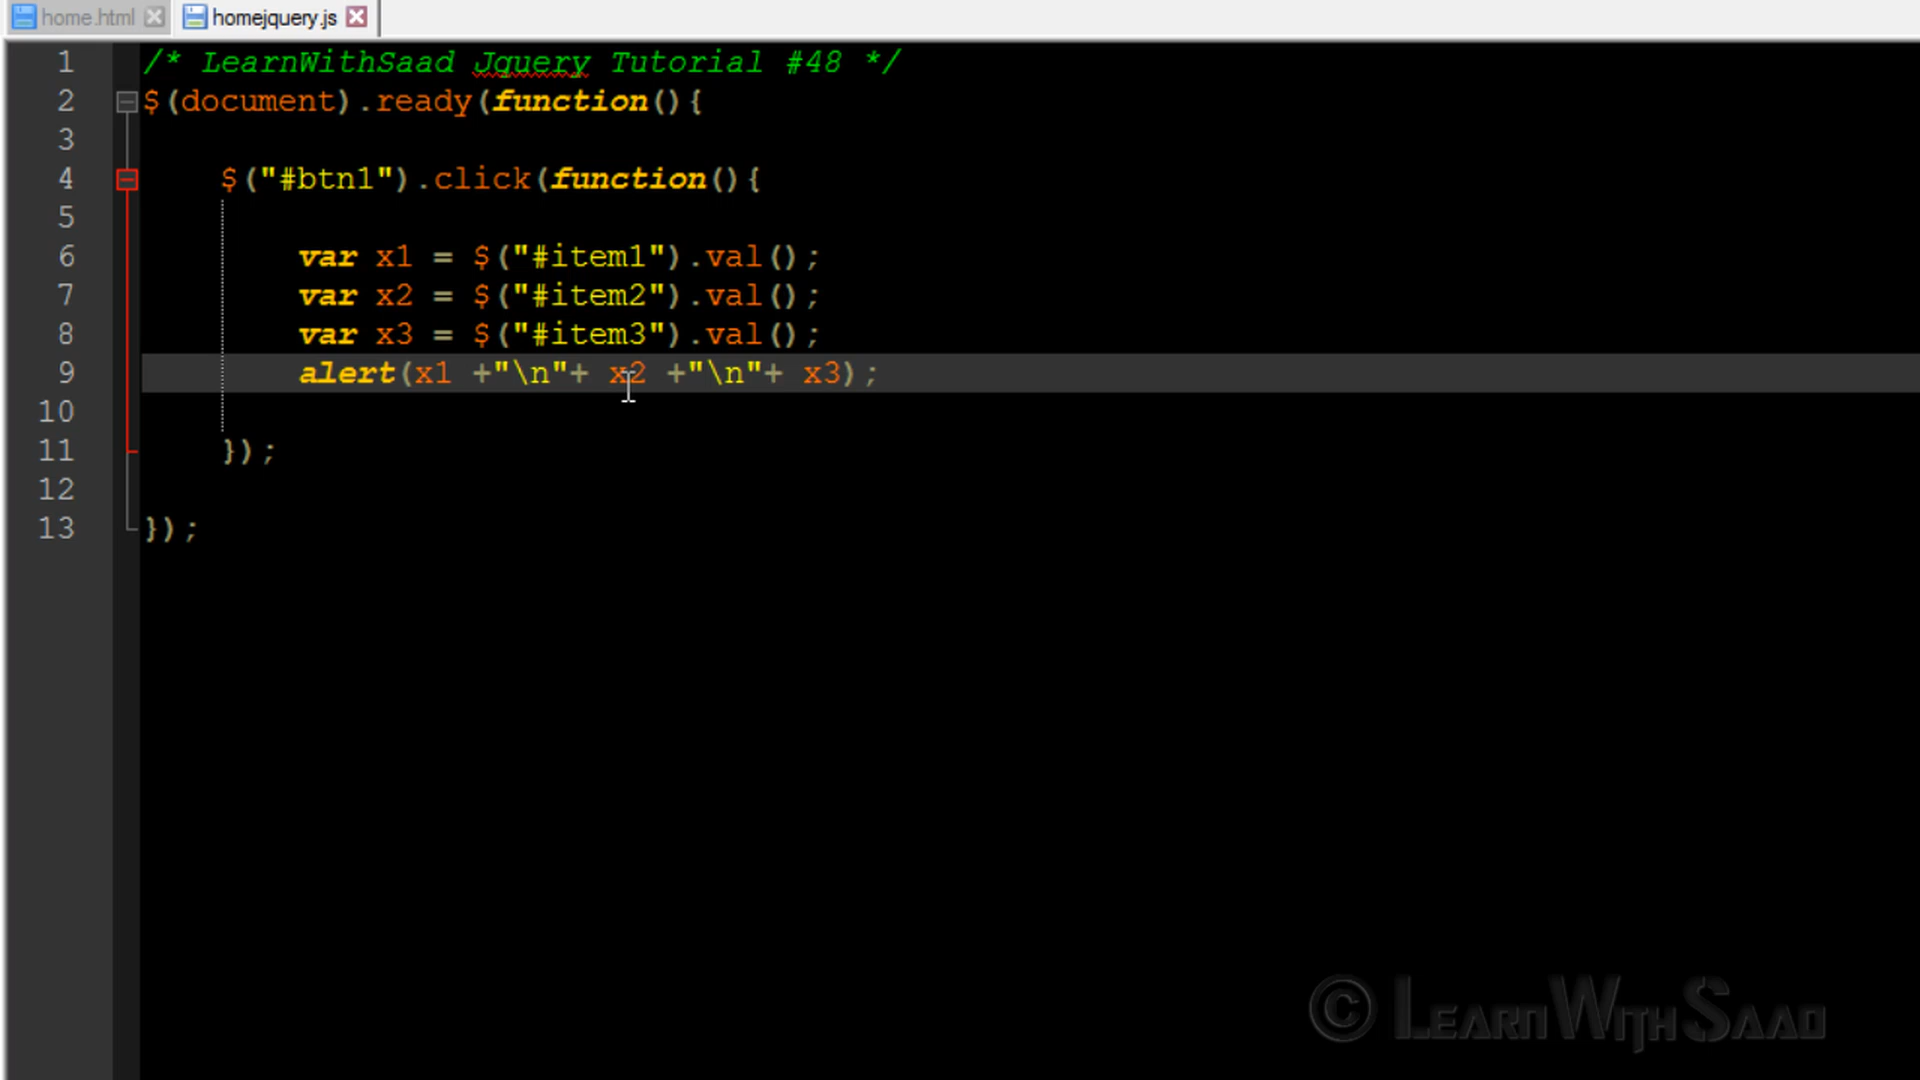 home.html homejquery.js
1 /* LearnWithSaad Jquery Tutorial #48 */
2 $(document).ready(function(){
3
4 $("#btn1").click(function(){
5
6 var x1 = $("#item1").val();
7 var x2 = $("#item2").val();
8 var x3 = $("#item3").val();
9 alert(x1 +"\n"+ x2 +"\n"+ x3);
10
11 });
12
13 });
© LearnWithSaad